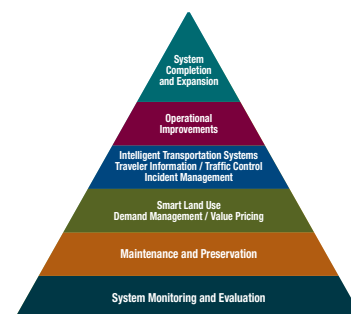 System
Completion
and Expansion
Operational
Improvements
Intelligent Transportation Systems
Traveler Information / Traffic Control
Incident Management
Smart Land Use
Demand Management / Value Pricing
Maintenance and Preservation
System Monitoring and Evaluation